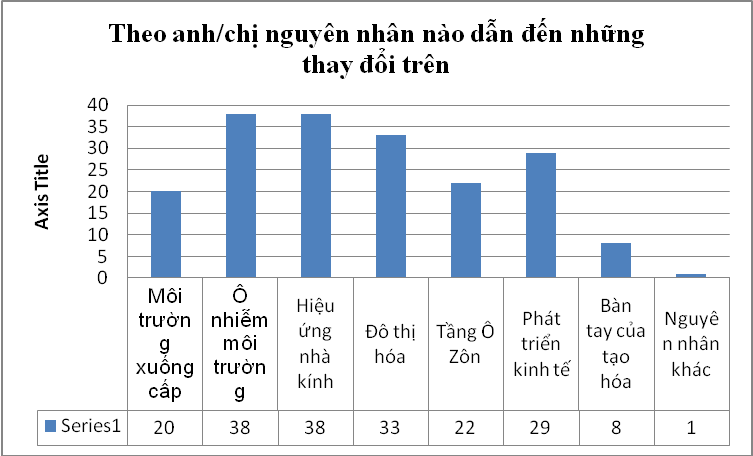 Theo anh/chị nguyên nhân nào dẫn đến những
thay đổi trên
Axis Title
40
35
30
25
20
15
10
5
0
Môi
trườn
g
xuống
cấp
Ô
nhiễm
môi
trườn
g
Hiệu
ứng
nhà
kính
Đô thị
hóa
Tầng Ô
Zôn
Phát
triển
kinh tế
Bàn
tay của
tạo
hóa
Nguyê
n nhân
khác
Series1 20 38 38 33 22 29 8 1